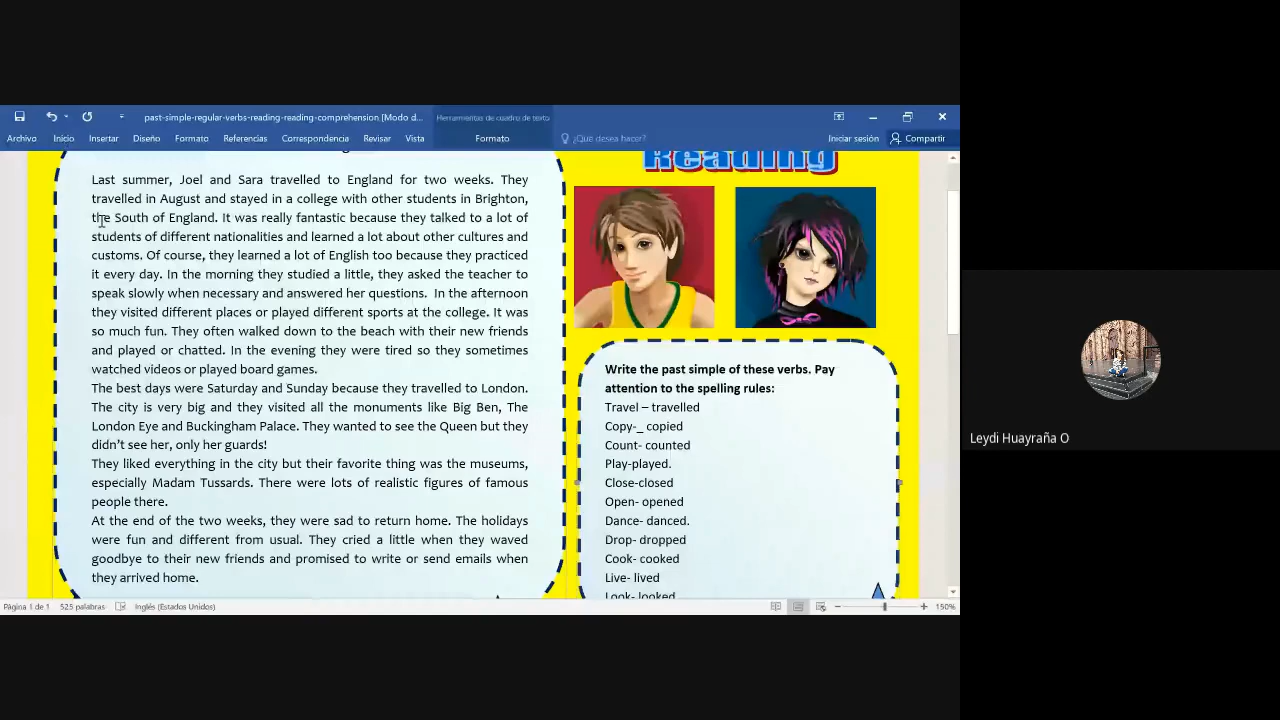 past-simple-regular-verbs-reading-reading-comprehension [Modo d...
Herramientas de cuadro de texto
Archivo
Inicio
Insertar
Diseño
Formato
Referencias
Correspondencia
Revisar
Vista
Formato
¿Qué desea hacer?
Iniciar sesión
Compartir
Reading
Last summer, Joel and Sara travelled to England for two weeks. They
travelled in August and stayed in a college with other students in Brighton,
the South of England. It was really fantastic because they talked to a lot of
students of different nationalities and learned a lot about other cultures and
customs. Of course, they learned a lot of English too because they practiced
it every day. In the morning they studied a little, they asked the teacher to
speak slowly when necessary and answered her questions. In the afternoon
they visited different places or played different sports at the college. It was
so much fun. They often walked down to the beach with their new friends
and played or chatted. In the evening they were tired so they sometimes
watched videos or played board games.
The best days were Saturday and Sunday because they travelled to London.
The city is very big and they visited all the monuments like Big Ben, The
London Eye and Buckingham Palace. They wanted to see the Queen but they
didn’t see her, only her guards!
They liked everything in the city but their favorite thing was the museums,
especially Madam Tussards. There were lots of realistic figures of famous
people there.
At the end of the two weeks, they were sad to return home. The holidays
were fun and different from usual. They cried a little when they waved
goodbye to their new friends and promised to write or send emails when
they arrived home.
Write the past simple of these verbs. Pay
attention to the spelling rules:
Travel – travelled
Copy-_ copied
Count- counted
Play-played.
Close-closed
Open- opened
Dance- danced.
Drop- dropped
Cook- cooked
Live- lived
Look- looked
Leydi Huayraña O
Página 1 de 1
525 palabras
Inglés (Estados Unidos)
150%